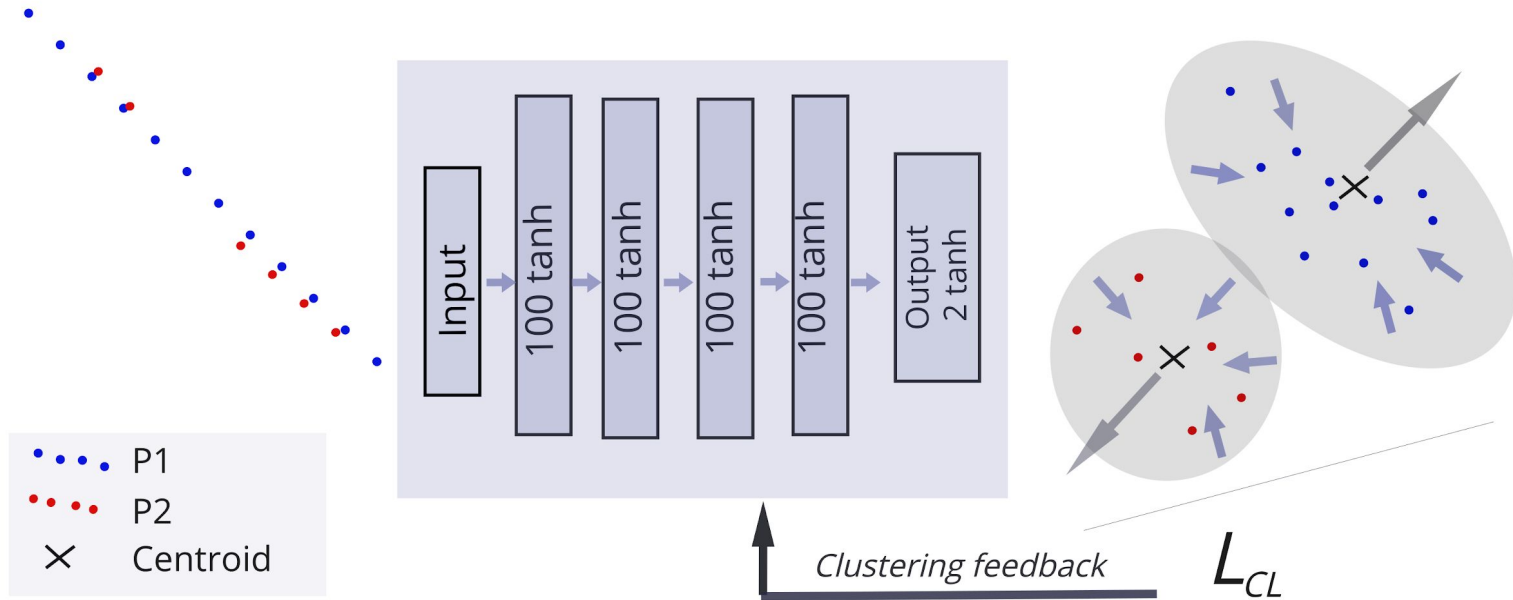 Input
100 tanh
100 tanh
100 tanh
100 tanh
Output
2 tanh
P1
P2
Centroid
Clustering feedback
L_CL